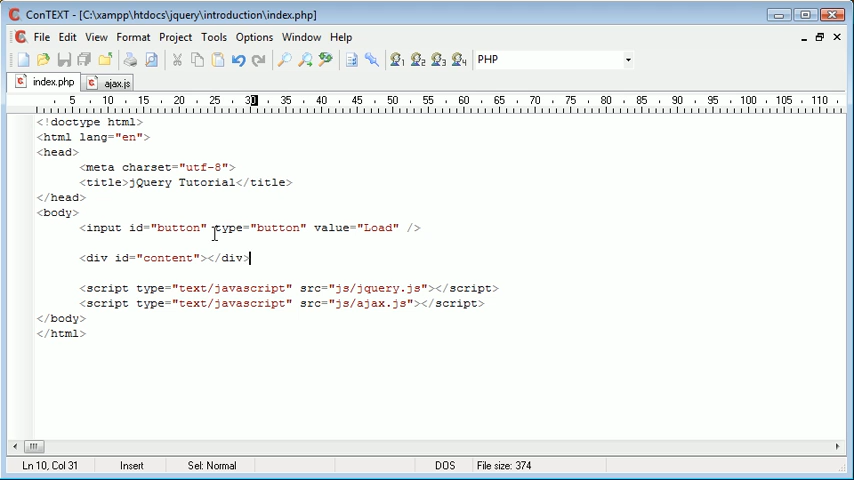 ConTEXT - [C:\xampp\htdocs\jquery\introduction\index.php]
File Edit View Format Project Tools Options Window Help
1 2 3 4 PHP
index.php ajax.js
5 10 15 20 25 30 35 40 45 50 55 60 65 70 75 80 85 90 95 100 105 110
<!doctype html>
<html lang="en">
<head>
<meta charset="utf-8">
<title>jQuery Tutorial</title>
</head>
<body>
<input id="button" type="button" value="Load" />
<div id="content"></div>
<script type="text/javascript" src="js/jquery.js"></script>
<script type="text/javascript" src="js/ajax.js"></script>
</body>
</html>
Ln 10, Col 31 Insert Sel: Normal DOS File size: 374